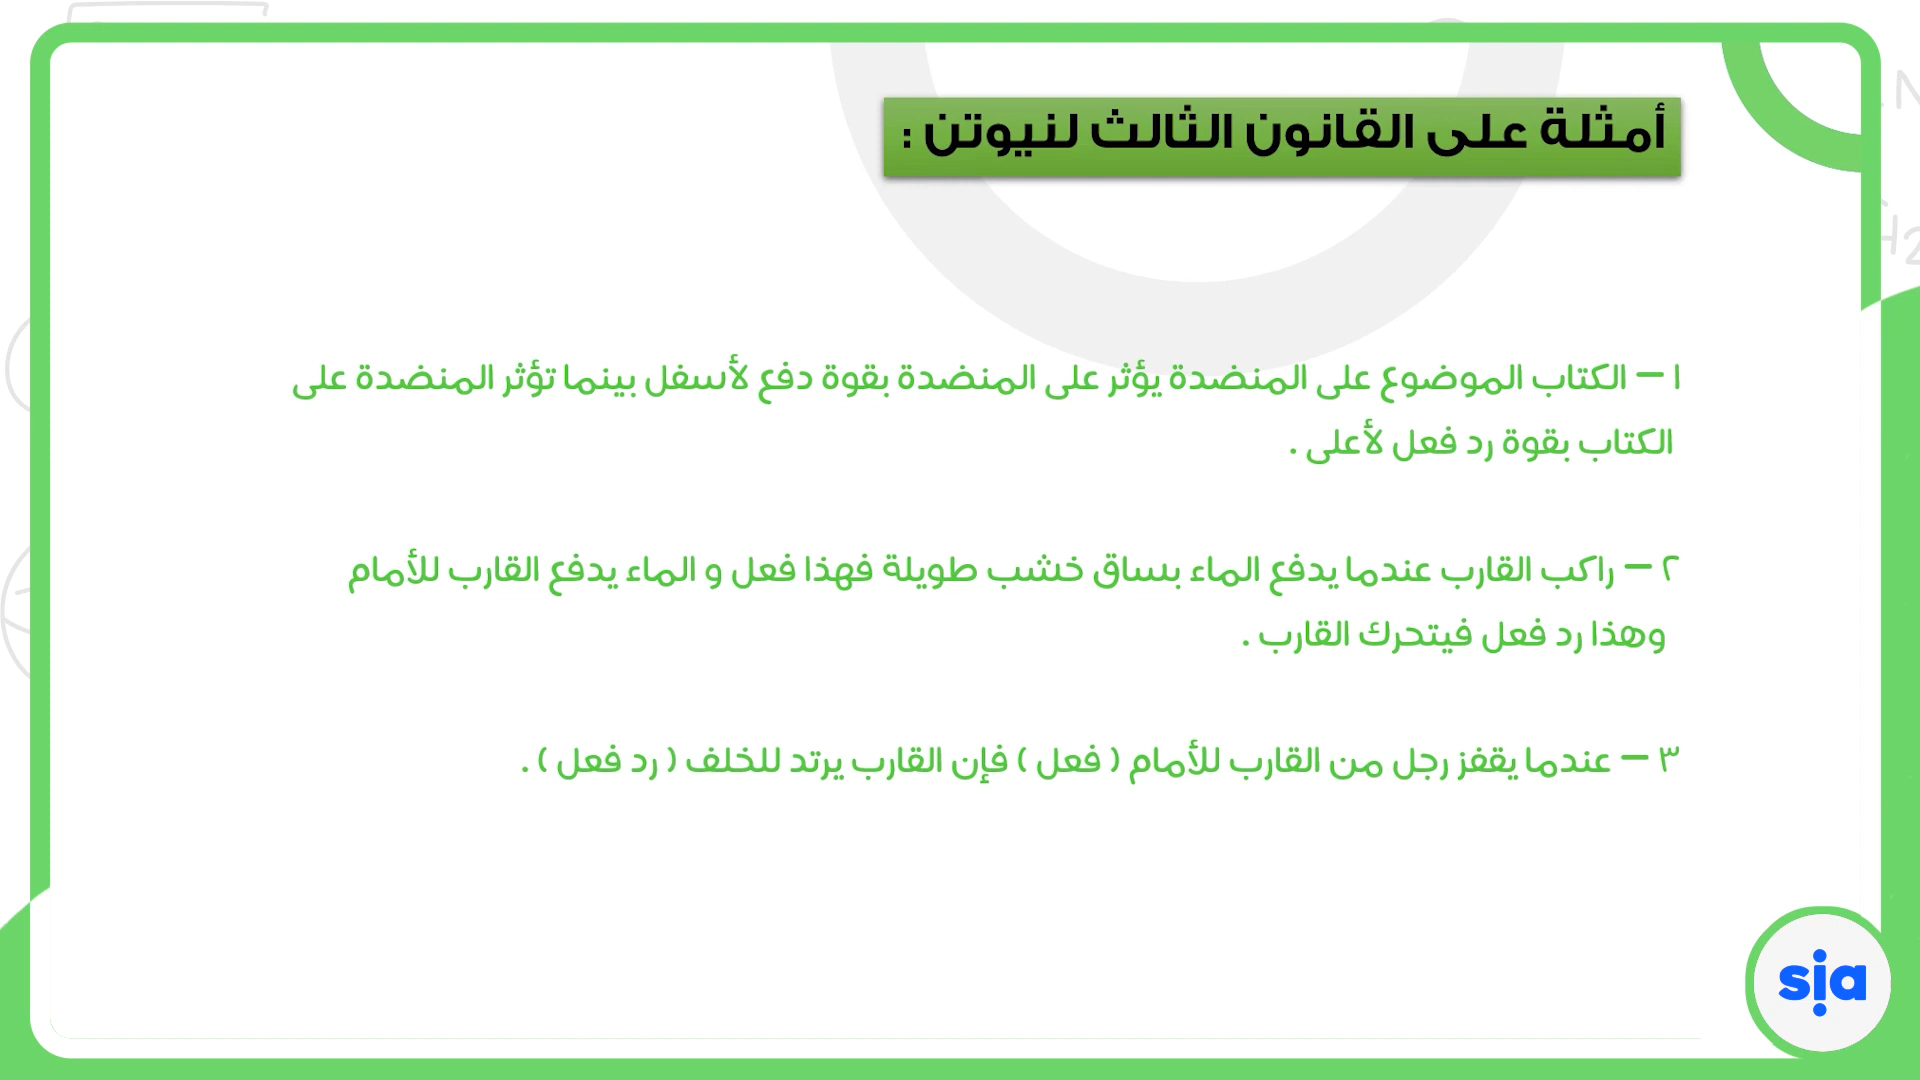 أمثلة على القانون الثالث لنيوتن :
١ – الكتاب الموضوع على المنضدة يؤثر على المنضدة بقوة دفع لأسفل بينما تؤثر المنضدة على
الكتاب بقوة رد فعل لأعلى .
٢ – راكب القارب عندما يدفع الماء بساق خشب طويلة فهذا فعل و الماء يدفع القارب للأمام
وهذا رد فعل فيتحرك القارب .
٣ – عندما يقفز رجل من القارب للأمام ( فعل ) فإن القارب يرتد للخلف ( رد فعل ) .
sia